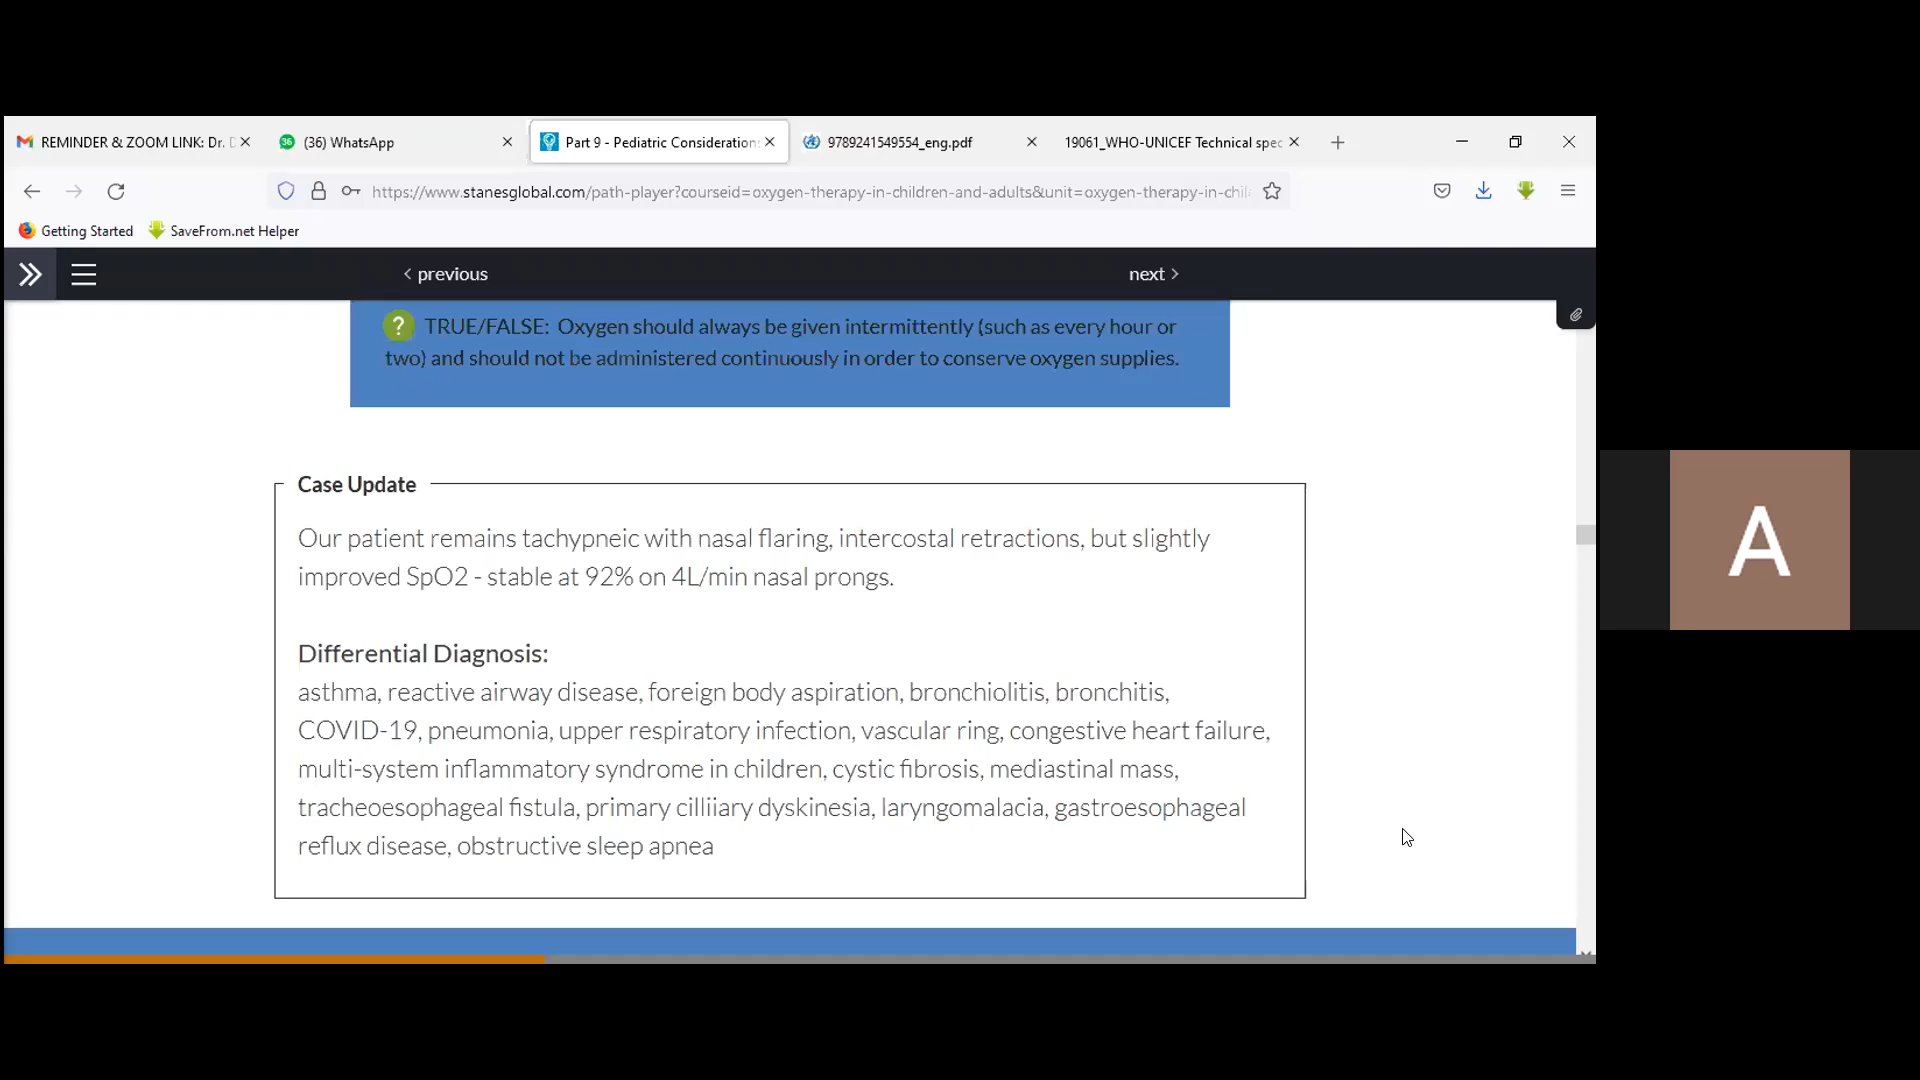 REMINDER & ZOOM LINK: Dr. D
36 (36) WhatsApp
Part 9 - Pediatric Considerations
9789241549554_eng.pdf
19061_WHO-UNICEF Technical spec
https://www.stanesglobal.com/path-player?courseid=oxygen-therapy-in-children-and-adults&unit=oxygen-therapy-in-chil
Getting Started
SaveFrom.net Helper
previous
next
? TRUE/FALSE: Oxygen should always be given intermittently (such as every hour or
two) and should not be administered continuously in order to conserve oxygen supplies.
Case Update
Our patient remains tachypneic with nasal flaring, intercostal retractions, but slightly
improved SpO2 - stable at 92% on 4L/min nasal prongs.
Differential Diagnosis:
asthma, reactive airway disease, foreign body aspiration, bronchiolitis, bronchitis,
COVID-19, pneumonia, upper respiratory infection, vascular ring, congestive heart failure,
multi-system inflammatory syndrome in children, cystic fibrosis, mediastinal mass,
tracheoesophageal fistula, primary cilliiary dyskinesia, laryngomalacia, gastroesophageal
reflux disease, obstructive sleep apnea
A